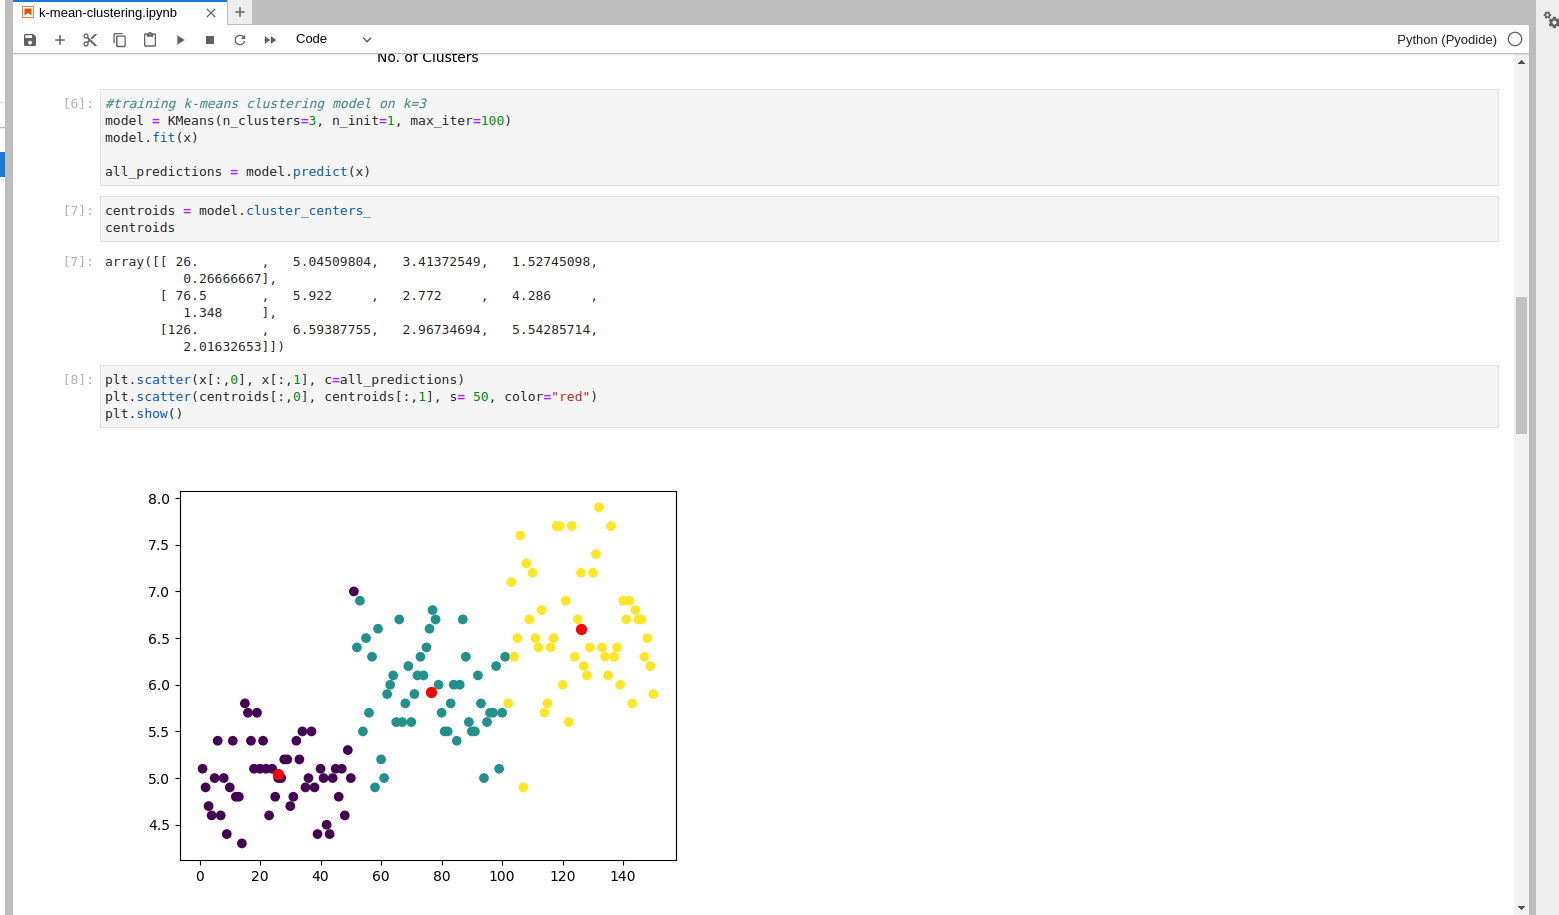 k-mean-clustering.ipynb
Code
Python (Pyodide)
No. of Clusters
[6]:
#training k-means clustering model on k=3
model = KMeans(n_clusters=3, n_init=1, max_iter=100)
model.fit(x)
all_predictions = model.predict(x)
[7]:
centroids = model.cluster_centers_
centroids
[7]:
array([[ 26.        ,   5.04509804,   3.41372549,   1.52745098,
          0.26666667],
       [ 76.5       ,   5.922     ,   2.772     ,   4.286     ,
          1.348     ],
       [126.        ,   6.59387755,   2.96734694,   5.54285714,
          2.01632653]])
[8]:
plt.scatter(x[:,0], x[:,1], c=all_predictions)
plt.scatter(centroids[:,0], centroids[:,1], s= 50, color="red")
plt.show()
8.0
7.5
7.0
6.5
6.0
5.5
5.0
4.5
0 20 40 60 80 100 120 140